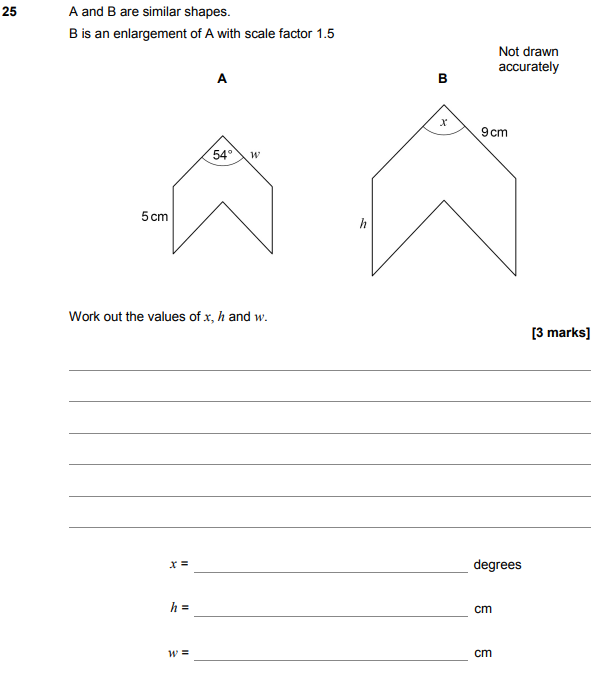 25 A and B are similar shapes.
B is an enlargement of A with scale factor 1.5
Not drawn
accurately
A B
x
9 cm
54° w
5 cm
h
Work out the values of x, h and w.
[3 marks]
x = degrees
h = cm
w = cm